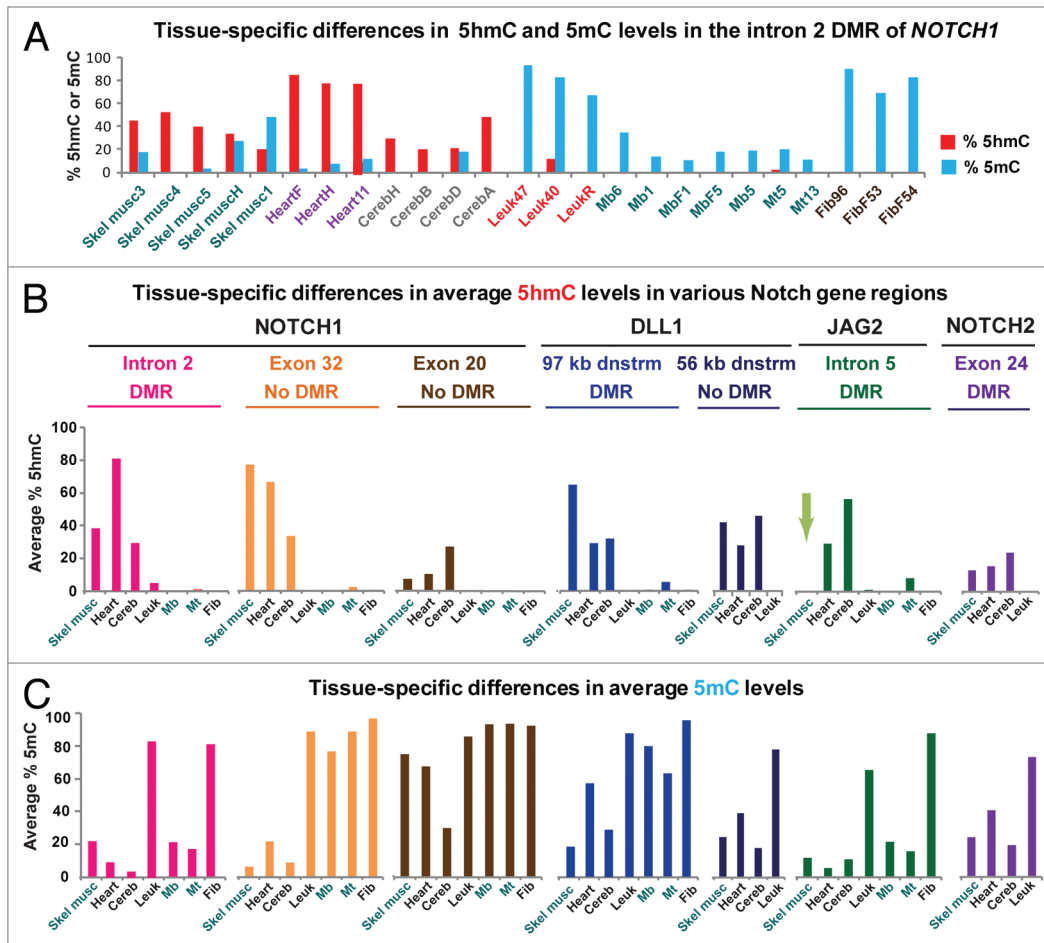 A
Tissue-specific differences in 5hmC and 5mC levels in the intron 2 DMR of NOTCH1
% 5hmC or 5mC
100
80
60
40
20
0
Skel musc3
Skel musc4
Skel musc5
Skel muscH
Skel musc1
HeartF
HeartH
Heart11
CerebH
CerebB
CerebD
CerebA
Leuk47
Leuk40
LeukR
Mb6
Mb1
MbF1
MbF5
Mb5
Mt5
Mt13
Fib96
FibF53
FibF54
% 5hmC
% 5mC
B
Tissue-specific differences in average 5hmC levels in various Notch gene regions
NOTCH1 DLL1 JAG2 NOTCH2
Intron 2 Exon 32 Exon 20 97 kb dnstrm 56 kb dnstrm Intron 5 Exon 24
DMR No DMR No DMR DMR No DMR DMR DMR
Average % 5hmC
100
80
60
40
20
0
Skel musc Heart Cereb Leuk Mb Mt Fib
Skel musc Heart Cereb Leuk Mb Mt Fib
Skel musc Heart Cereb Leuk Mb Mt Fib
Skel musc Heart Cereb Leuk Mb Mt Fib
Skel musc Heart Cereb Leuk
Skel musc Heart Cereb Leuk Mb Mt Fib
Skel musc Heart Cereb Leuk
C
Tissue-specific differences in average 5mC levels
Average % 5mC
100
80
60
40
20
0
Skel musc Heart Cereb Leuk Mb Mt Fib
Skel musc Heart Cereb Leuk Mb Mt Fib
Skel musc Heart Cereb Leuk Mb Mt Fib
Skel musc Heart Cereb Leuk Mb Mt Fib
Skel musc Heart Cereb Leuk
Skel musc Heart Cereb Leuk Mb Mt Fib
Skel musc Heart Cereb Leuk